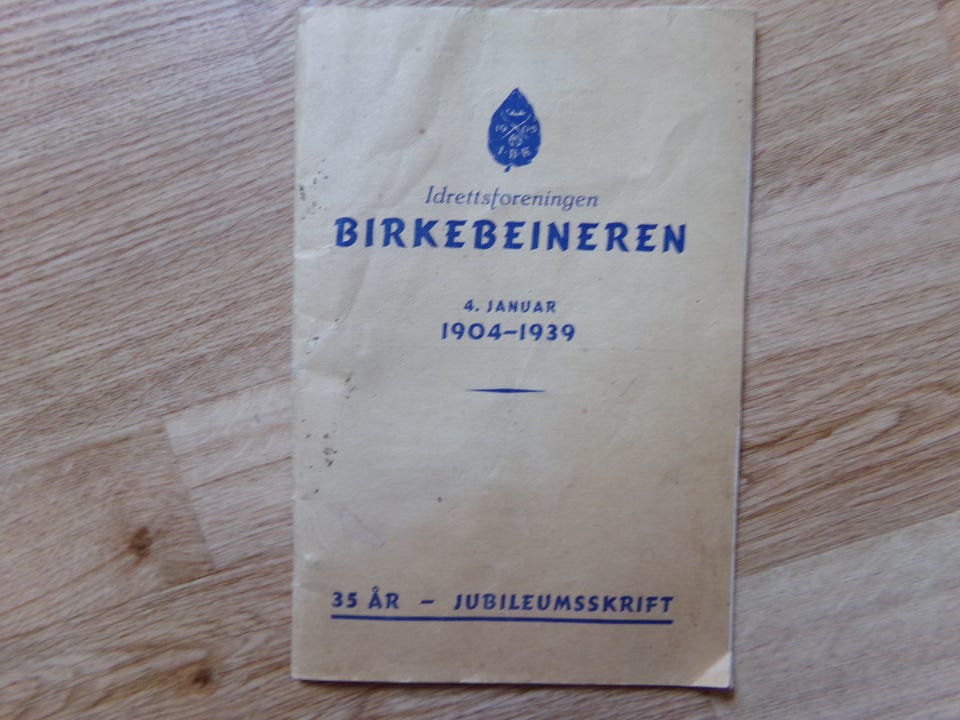 Idrettsforeningen
BIRKEBEINEREN
4. JANUAR
1904–1939
35 ÅR – JUBILEUMSSKRIFT